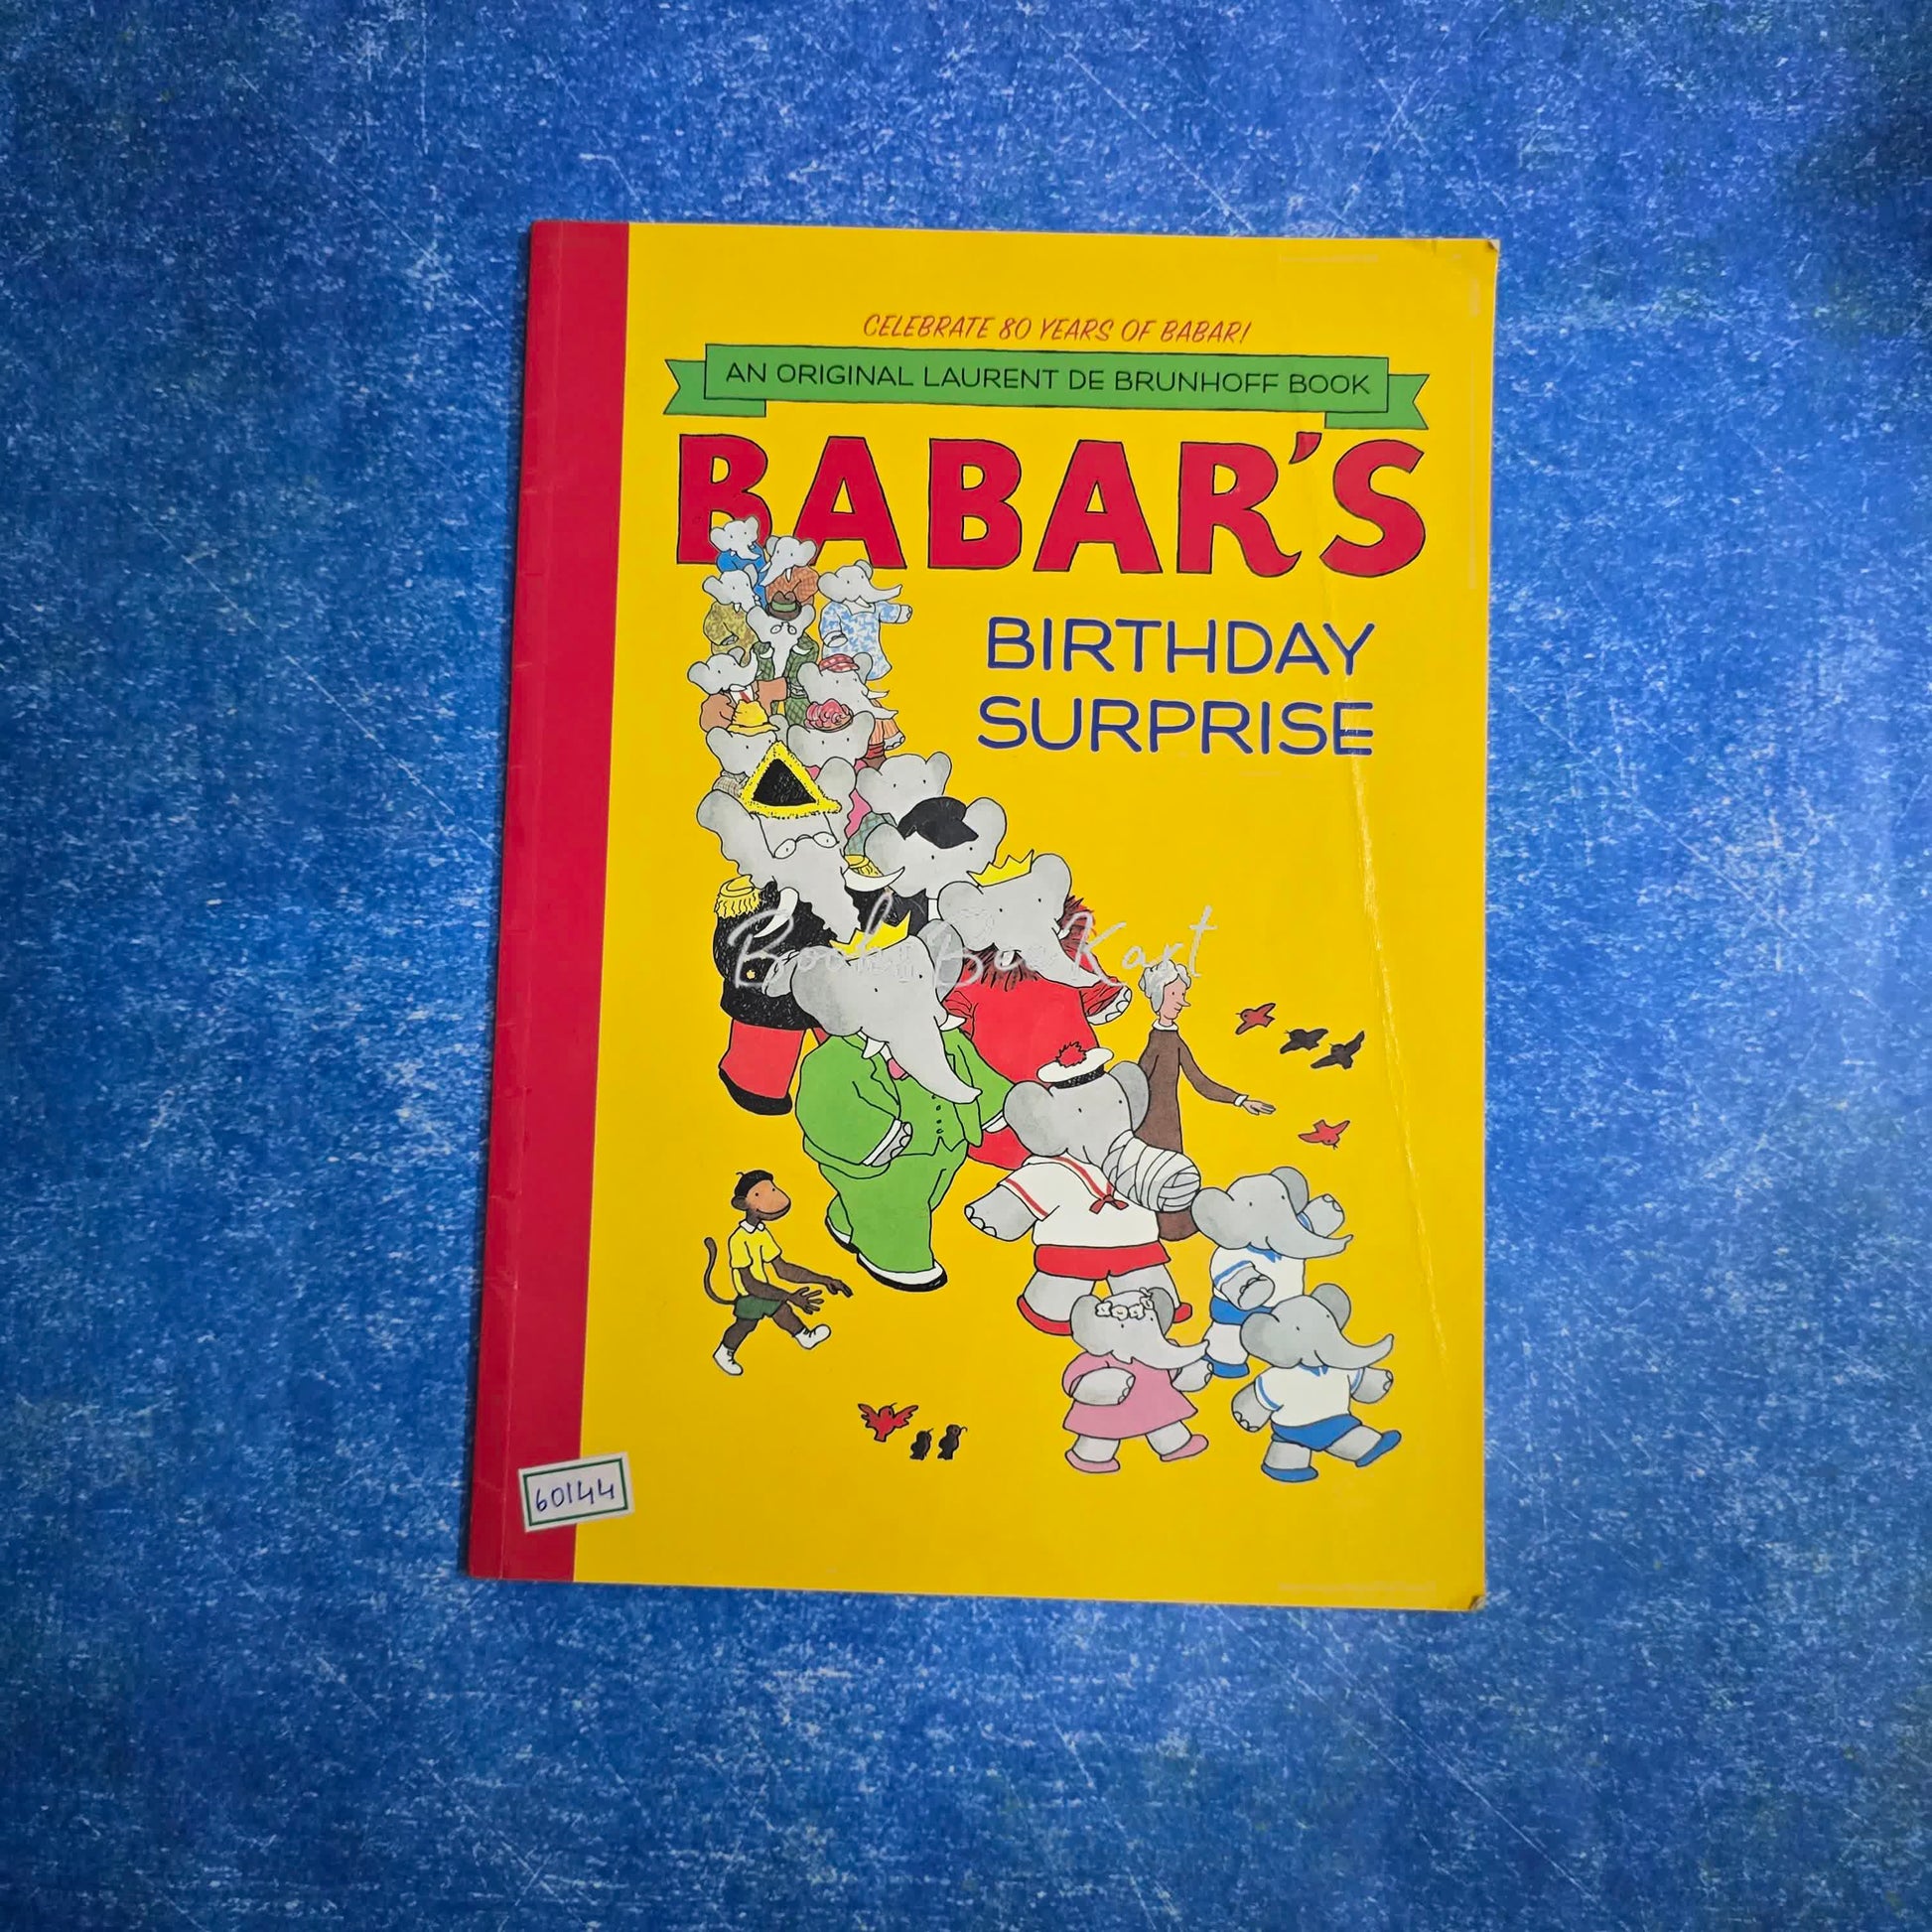 CELEBRATE 80 YEARS OF BABAR!
AN ORIGINAL LAURENT DE BRUNHOFF BOOK
BABAR'S
BIRTHDAY
SURPRISE
60144